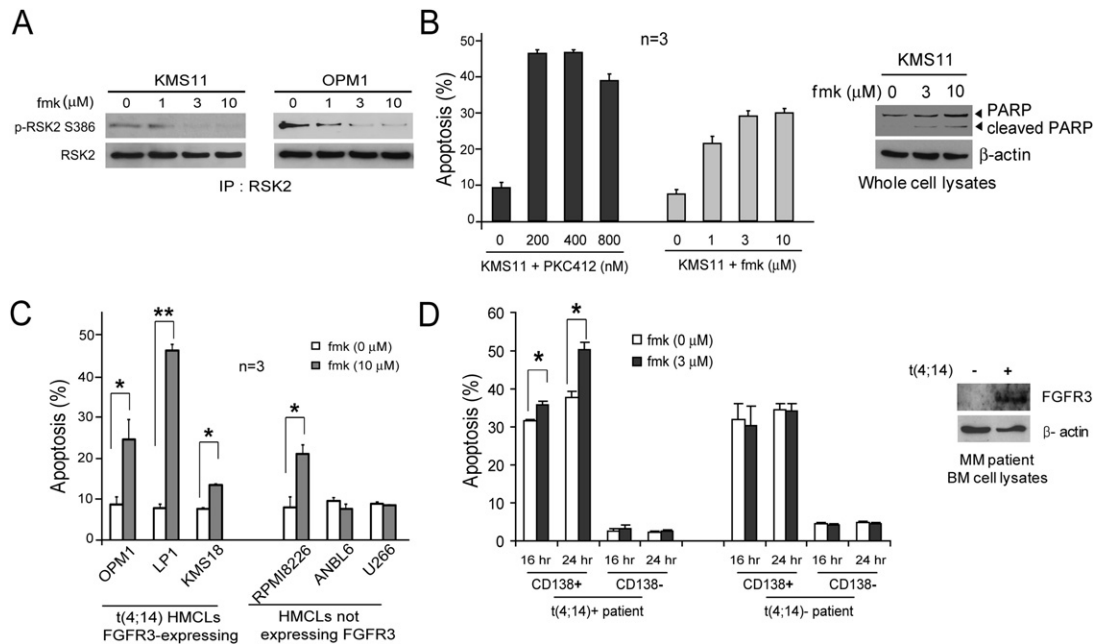 A
KMS11
OPM1
fmk (μM)
0 1 3 10
0 1 3 10
p-RSK2 S386
RSK2
IP : RSK2
B
Apoptosis (%)
50
40
30
20
10
0
n=3
0 200 400 800
KMS11 + PKC412 (nM)
0 1 3 10
KMS11 + fmk (μM)
KMS11
fmk (μM) 0 3 10
PARP
cleaved PARP
β-actin
Whole cell lysates
C
Apoptosis (%)
50
40
30
20
10
0
*
**
*
*
n=3
fmk (0 μM)
fmk (10 μM)
OPM1
LP1
KMS18
RPMI8226
ANBL6
U266
t(4;14) HMCLs
FGFR3-expressing
HMCLs not
expressing FGFR3
D
Apoptosis (%)
60
50
40
30
20
10
0
*
*
fmk (0 μM)
fmk (3 μM)
16 hr 24 hr 16 hr 24 hr
CD138+ CD138-
t(4;14)+ patient
16 hr 24 hr 16 hr 24 hr
CD138+ CD138-
t(4;14)- patient
t(4;14) - +
FGFR3
β- actin
MM patient
BM cell lysates